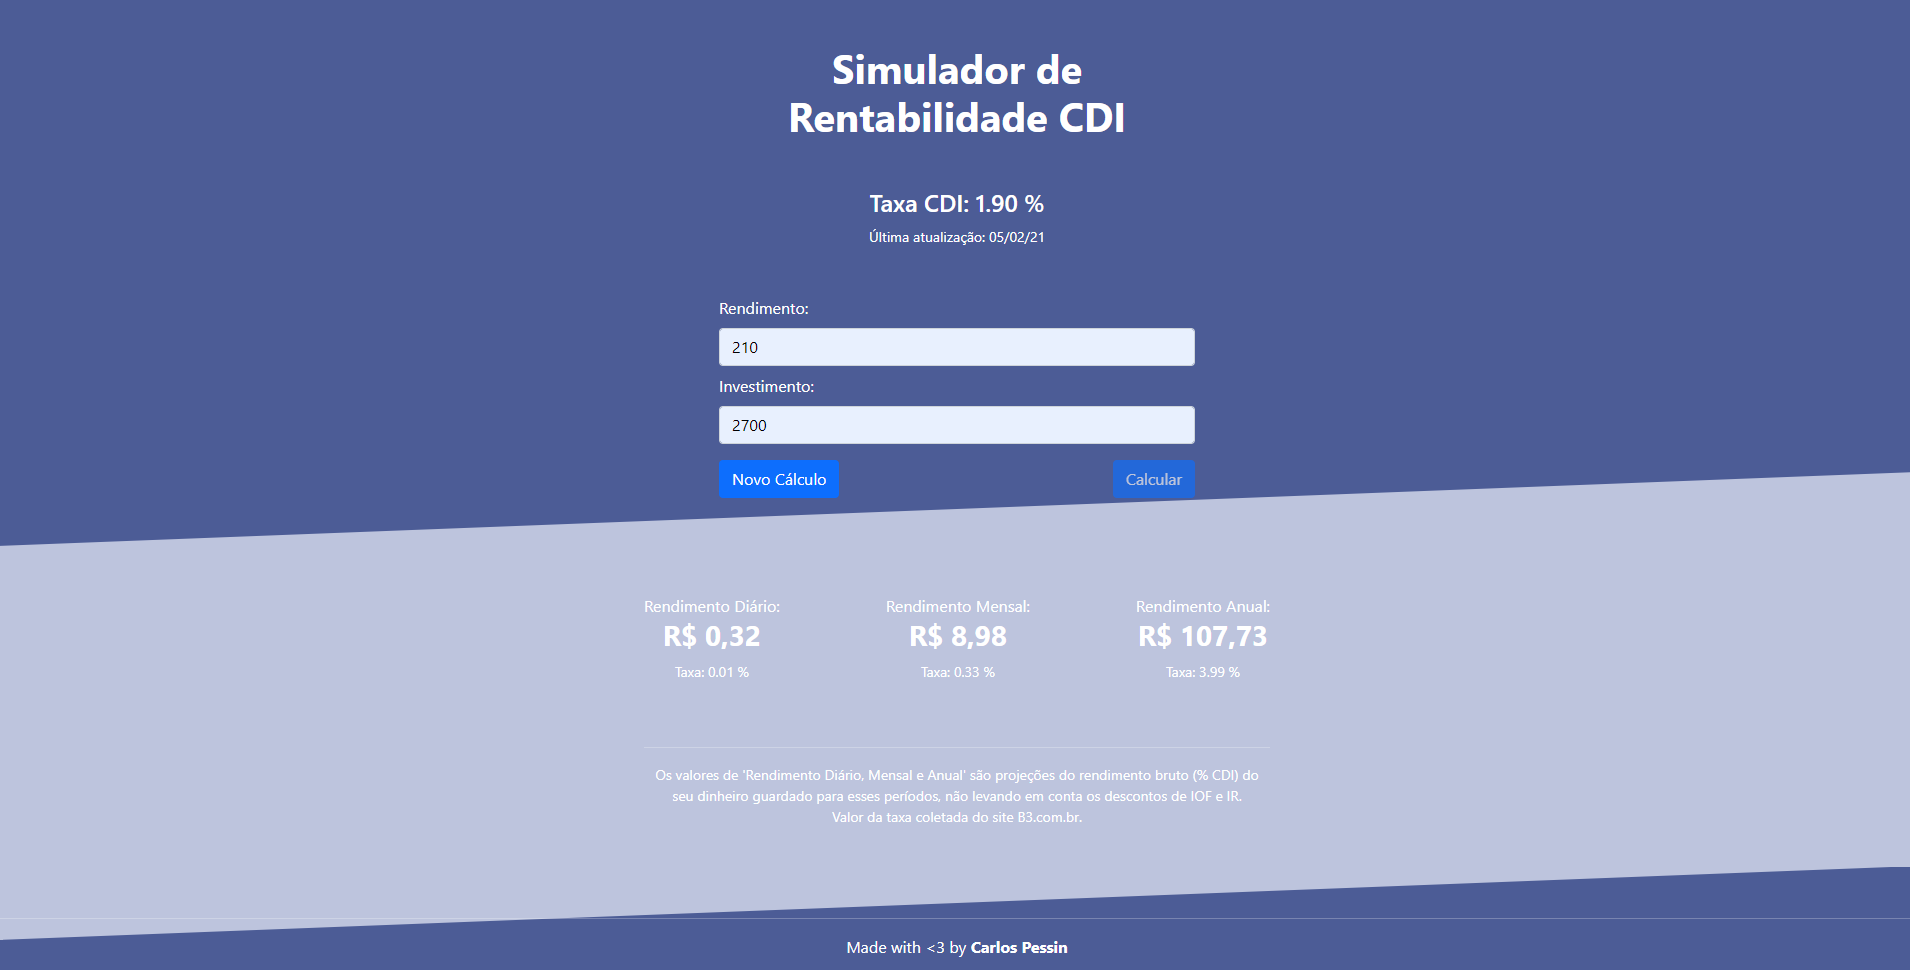 Simulador de
Rentabilidade CDI
Taxa CDI: 1.90 %
Última atualização: 05/02/21
Rendimento:
210
Investimento:
2700
Novo Cálculo
Calcular
Rendimento Diário:
R$ 0,32
Taxa: 0.01 %
Rendimento Mensal:
R$ 8,98
Taxa: 0.33 %
Rendimento Anual:
R$ 107,73
Taxa: 3.99 %
Os valores de 'Rendimento Diário, Mensal e Anual' são projeções do rendimento bruto (% CDI) do
seu dinheiro guardado para esses períodos, não levando em conta os descontos de IOF e IR.
Valor da taxa coletada do site B3.com.br.
Made with <3 by Carlos Pessin